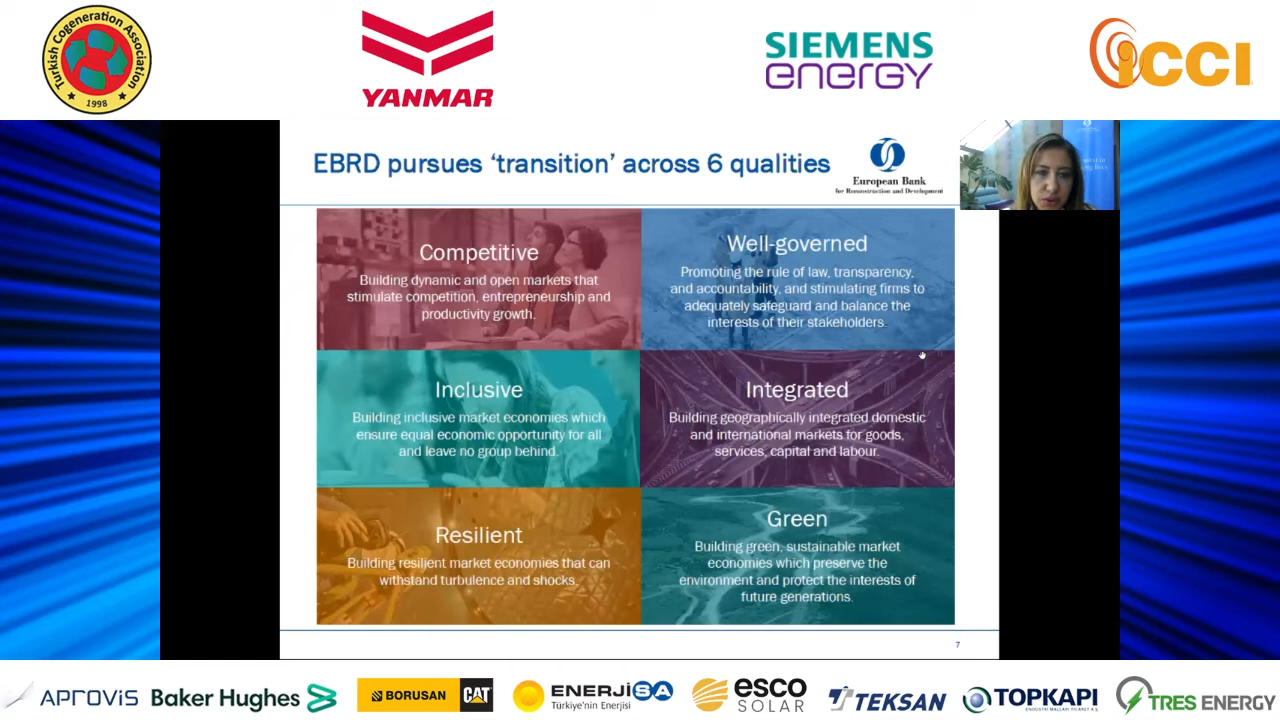 Turkish Cogeneration Association
1998
YANMAR
SIEMENS
energy
iCCI
EBRD pursues ‘transition’ across 6 qualities
European Bank
for Reconstruction and Development
Competitive
Building dynamic and open markets that
stimulate competition, entrepreneurship and
productivity growth.
Well-governed
Promoting the rule of law, transparency,
and accountability, and stimulating firms to
adequately safeguard and balance the
interests of their stakeholders.
Inclusive
Building inclusive market economies which
ensure equal economic opportunity for all
and leave no group behind.
Integrated
Building geographically integrated domestic
and international markets for goods,
services, capital and labour.
Resilient
Building resilient market economies that can
withstand turbulence and shocks.
Green
Building green, sustainable market
economies which preserve the
environment and protect the interests of
future generations.
7
APROVIS
Baker Hughes
BORUSAN
CAT
ENERJİSA
Türkiye'nin Enerjisi
esco
SOLAR
TEKSAN
TOPKAPI
ENDÜSTRİ MALLARI TİCARET A.Ş.
TRES ENERGY